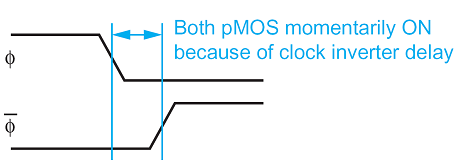 Both pMOS momentarily ON
because of clock inverter delay
ϕ
ϕ̅